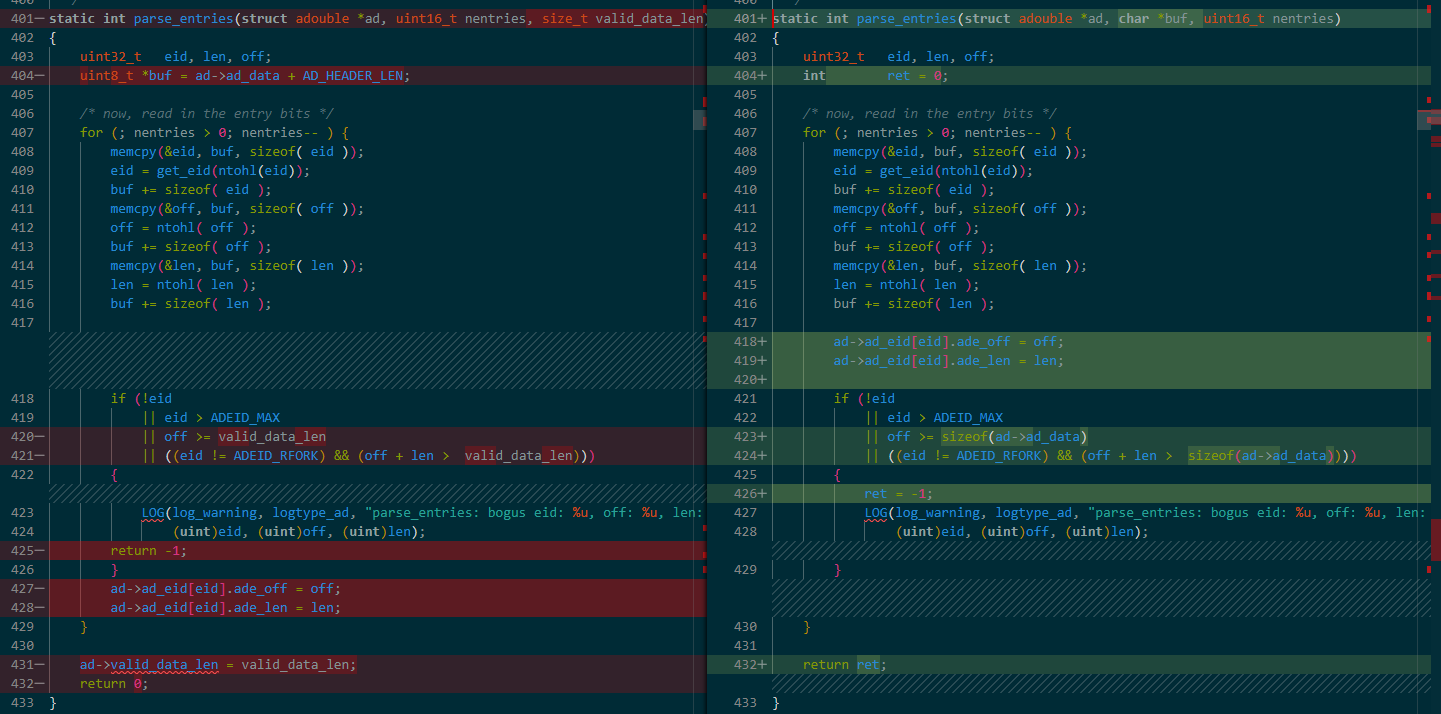 401− static int parse_entries(struct adouble *ad, uint16_t nentries, size_t valid_data_len
402 {
403 uint32_t eid, len, off;
404− uint8_t *buf = ad->ad_data + AD_HEADER_LEN;
405
406 /* now, read in the entry bits */
407 for (; nentries > 0; nentries-- ) {
408 memcpy(&eid, buf, sizeof( eid ));
409 eid = get_eid(ntohl(eid));
410 buf += sizeof( eid );
411 memcpy(&off, buf, sizeof( off ));
412 off = ntohl( off );
413 buf += sizeof( off );
414 memcpy(&len, buf, sizeof( len ));
415 len = ntohl( len );
416 buf += sizeof( len );
417
418 if (!eid
419 || eid > ADEID_MAX
420− || off >= valid_data_len
421− || ((eid != ADEID_RFORK) && (off + len >  valid_data_len)))
422 {
423 LOG(log_warning, logtype_ad, "parse_entries: bogus eid: %u, off: %u, len:
424 (uint)eid, (uint)off, (uint)len);
425− return -1;
426 }
427− ad->ad_eid[eid].ade_off = off;
428− ad->ad_eid[eid].ade_len = len;
429 }
430
431− ad->valid_data_len = valid_data_len;
432− return 0;
433 }
401+ static int parse_entries(struct adouble *ad, char *buf, uint16_t nentries)
402 {
403 uint32_t eid, len, off;
404+ int ret = 0;
405
406 /* now, read in the entry bits */
407 for (; nentries > 0; nentries-- ) {
408 memcpy(&eid, buf, sizeof( eid ));
409 eid = get_eid(ntohl(eid));
410 buf += sizeof( eid );
411 memcpy(&off, buf, sizeof( off ));
412 off = ntohl( off );
413 buf += sizeof( off );
414 memcpy(&len, buf, sizeof( len ));
415 len = ntohl( len );
416 buf += sizeof( len );
417
418+ ad->ad_eid[eid].ade_off = off;
419+ ad->ad_eid[eid].ade_len = len;
420+
421 if (!eid
422 || eid > ADEID_MAX
423+ || off >= sizeof(ad->ad_data)
424+ || ((eid != ADEID_RFORK) && (off + len >  sizeof(ad->ad_data))))
425 {
426+ ret = -1;
427 LOG(log_warning, logtype_ad, "parse_entries: bogus eid: %u, off: %u, len:
428 (uint)eid, (uint)off, (uint)len);
429 }
430 }
431
432+ return ret;
433 }